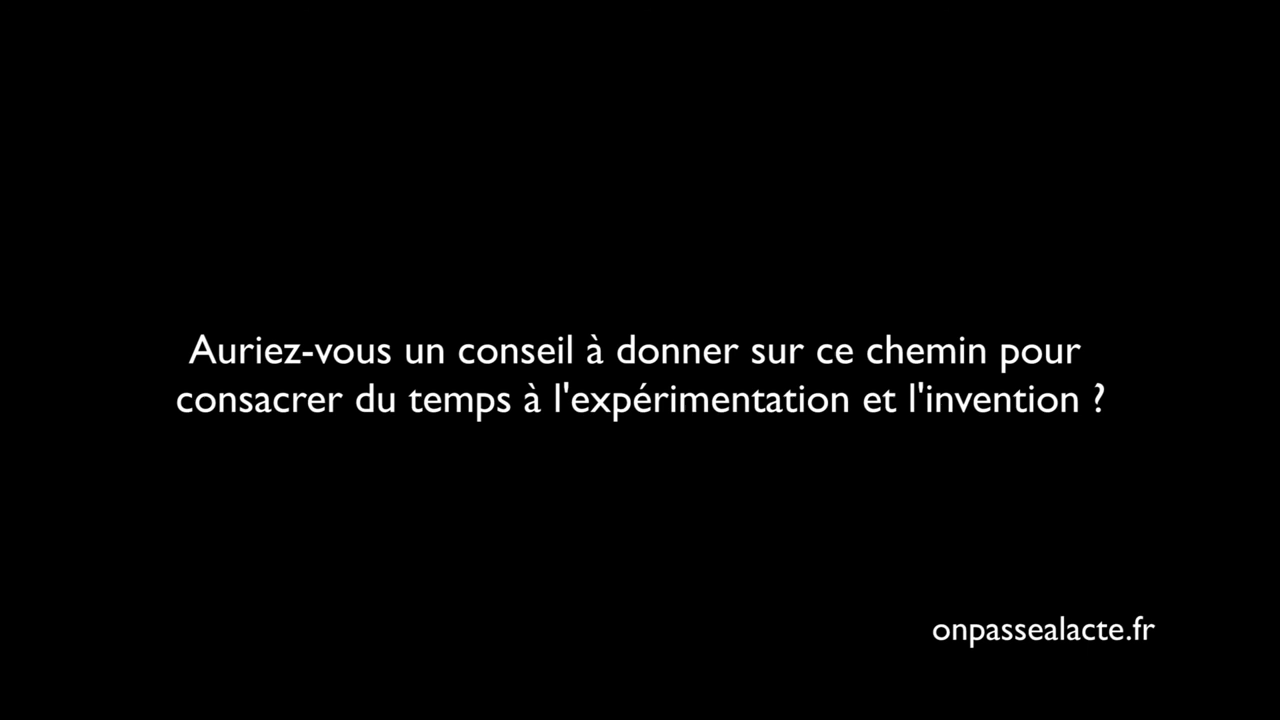 Auriez-vous un conseil à donner sur ce chemin pour
consacrer du temps à l'expérimentation et l'invention ?
onpassealacte.fr